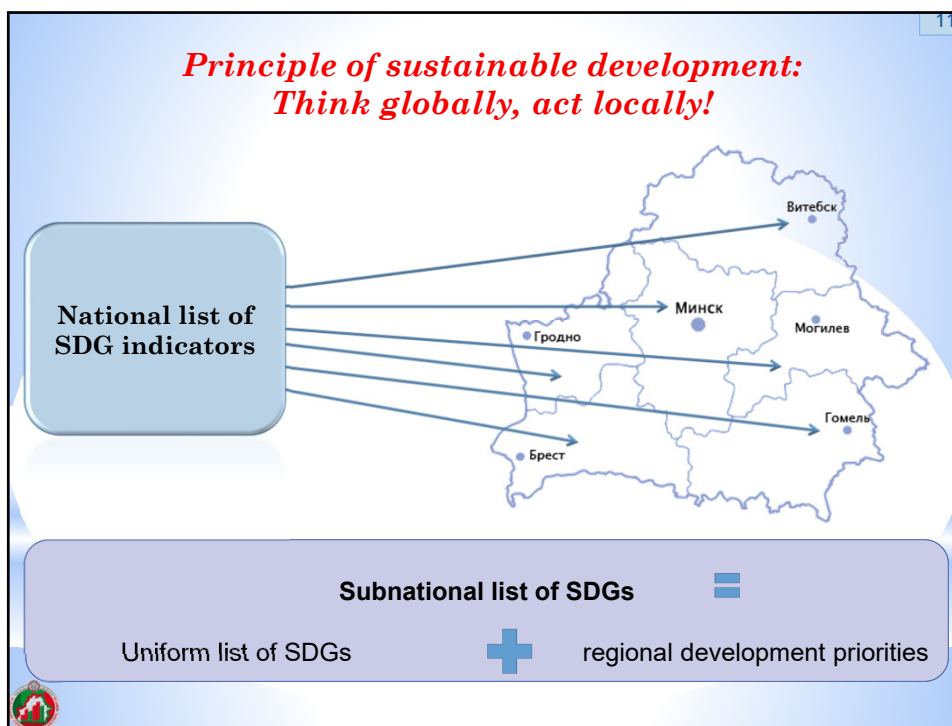 11
Principle of sustainable development:
Think globally, act locally!
National list of
SDG indicators
Витебск
Минск
Могилев
Гродно
Гомель
Брест
Subnational list of SDGs =
Uniform list of SDGs + regional development priorities